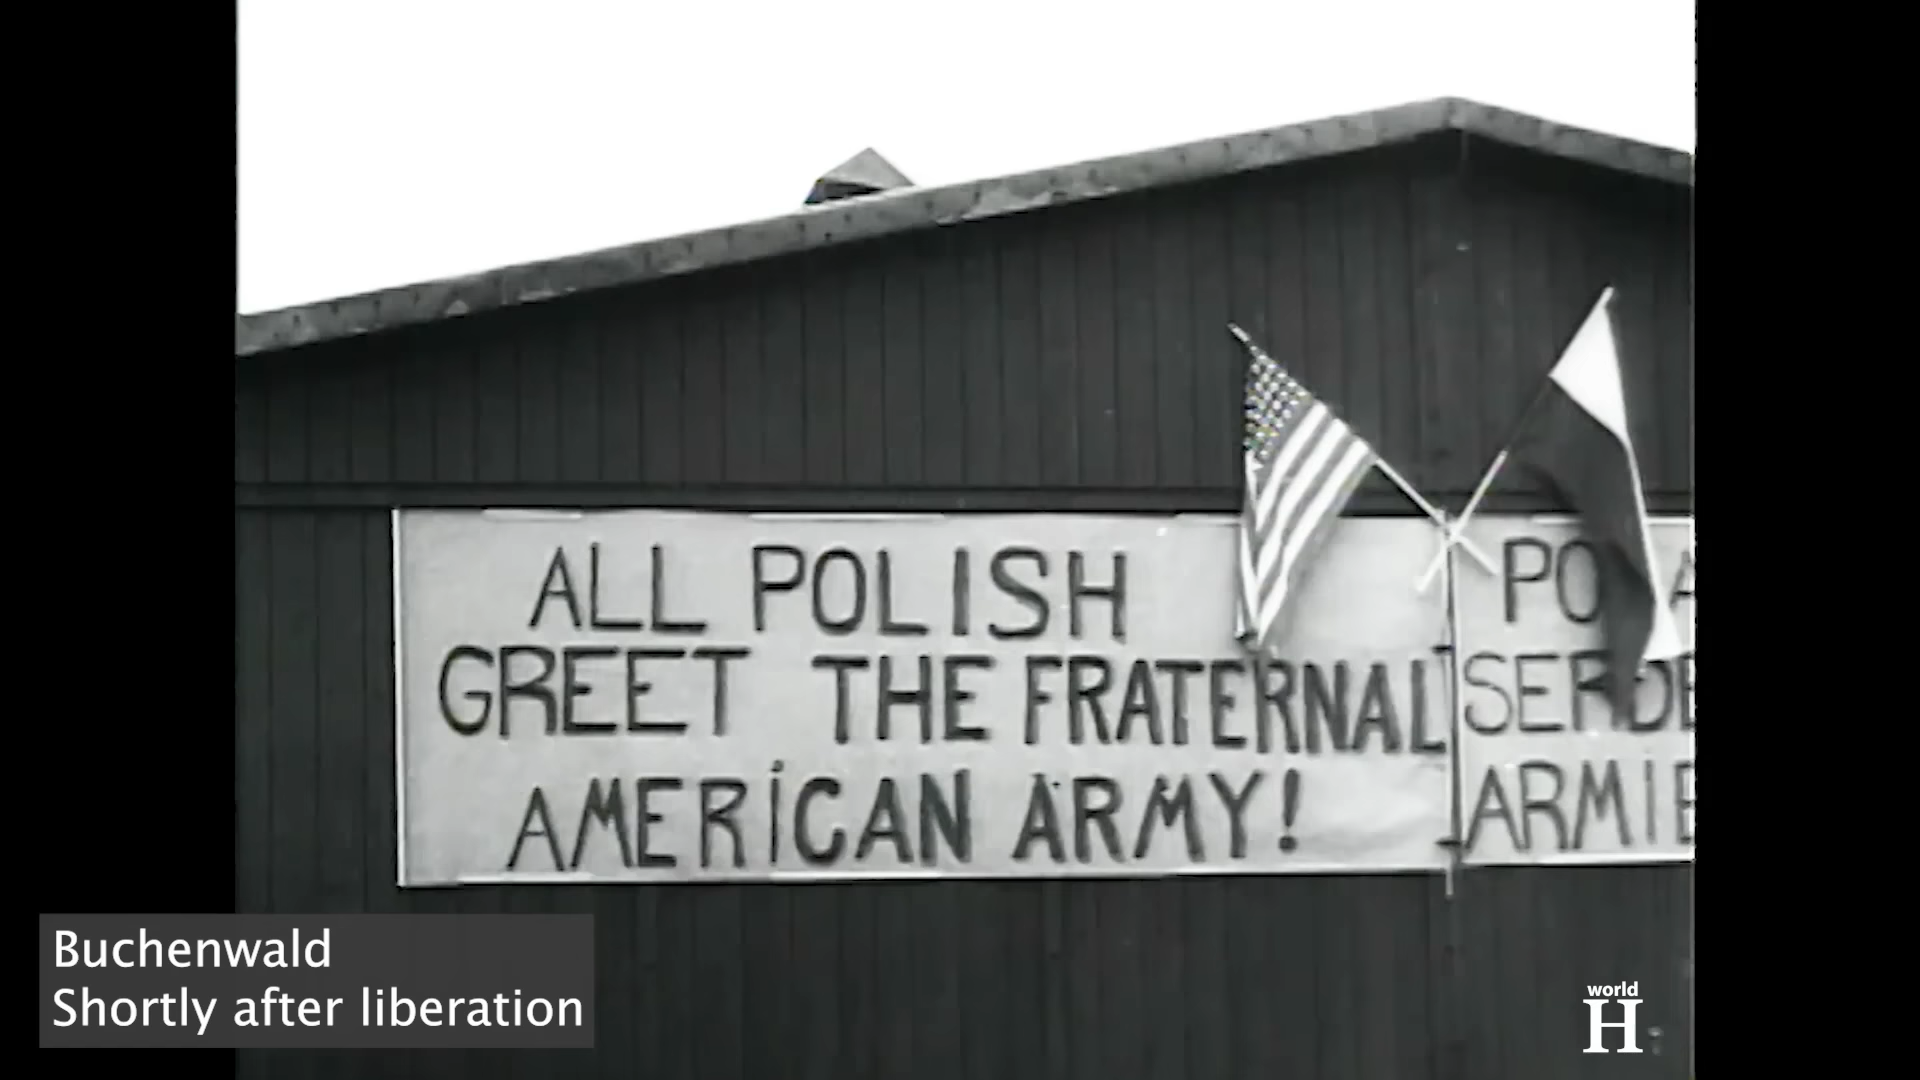 ALL POLISH
GREET THE FRATERNAL
AMERICAN ARMY!
Buchenwald
Shortly after liberation
world
H